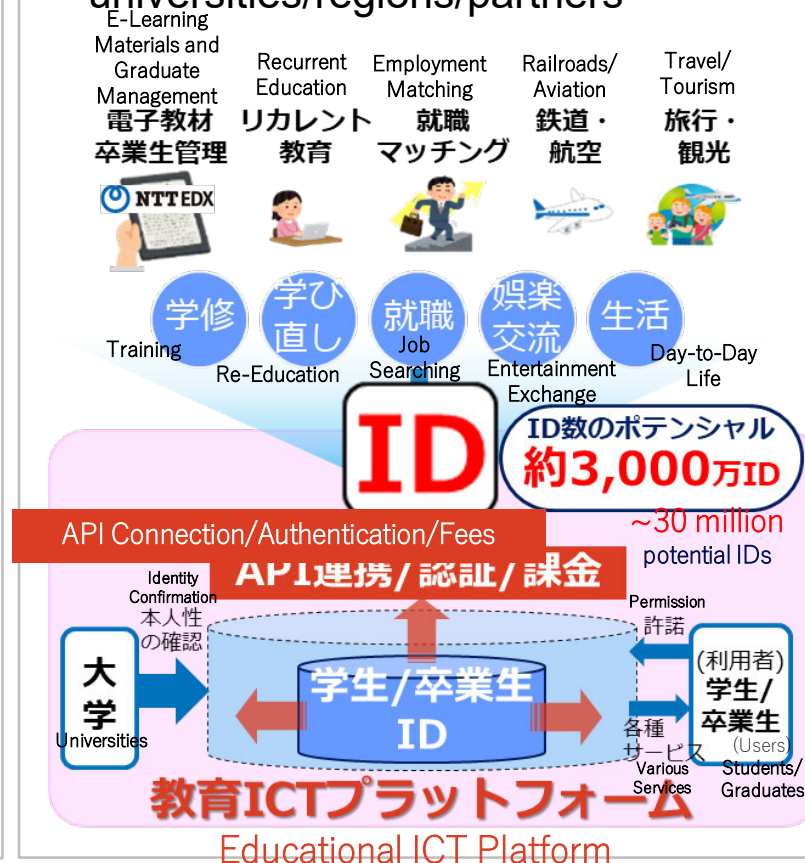 universities/regions/partners
E-Learning
Materials and
Graduate
Management
電子教材
卒業生管理
Recurrent
Education
リカレント
教育
Employment
Matching
就職
マッチング
Railroads/
Aviation
鉄道・
航空
Travel/
Tourism
旅行・
観光
NTT EDX
学修
Training
学び
直し
Re-Education
就職
Job
Searching
娯楽
交流
Entertainment
Exchange
生活
Day-to-Day
Life
ID
ID数のポテンシャル
約3,000万ID
~30 million
potential IDs
API Connection/Authentication/Fees
API連携/認証/課金
Identity
Confirmation
本人性
の確認
大
学
Universities
学生/卒業生
ID
Permission
許諾
各種
サービス
Various
Services
(利用者)
学生/
卒業生
(Users)
Students/
Graduates
教育ICTプラットフォーム
Educational ICT Platform